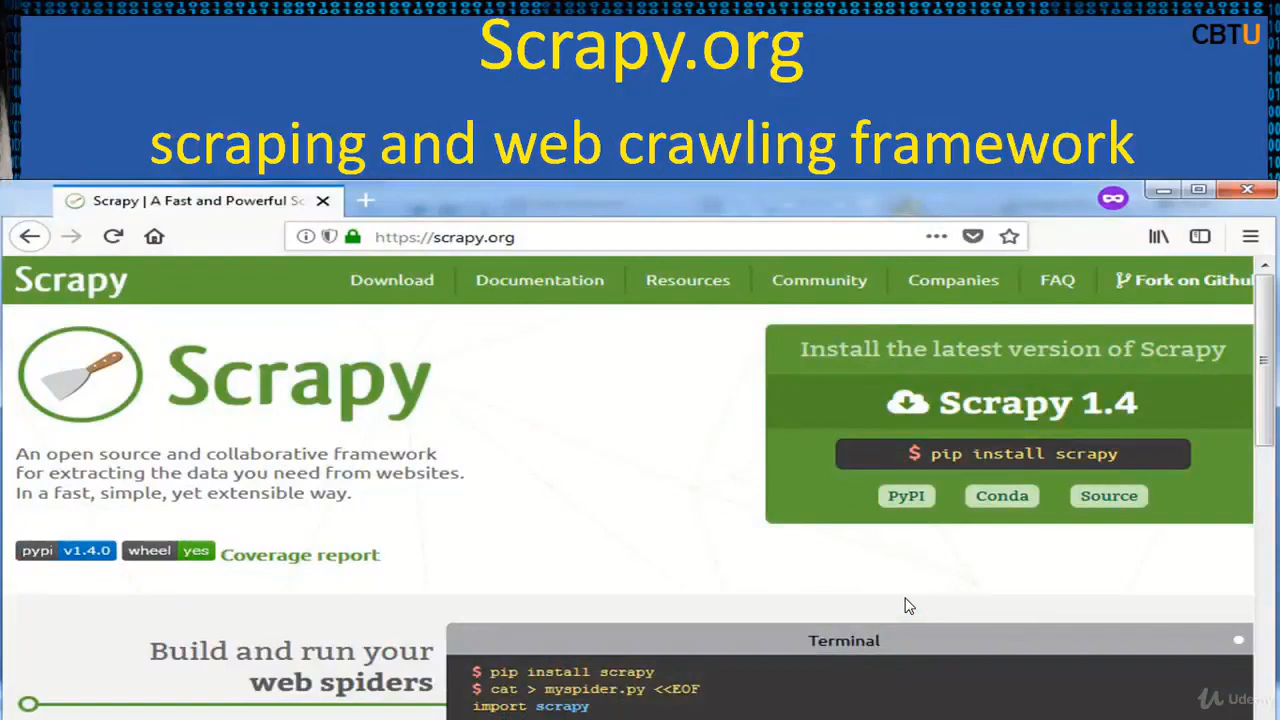 Scrapy.org
CBTU
scraping and web crawling framework
Scrapy | A Fast and Powerful Sc
https://scrapy.org
Scrapy Download Documentation Resources Community Companies FAQ Fork on Githu
Scrapy
An open source and collaborative framework
for extracting the data you need from websites.
In a fast, simple, yet extensible way.
pypi v1.4.0 wheel yes Coverage report
Install the latest version of Scrapy
Scrapy 1.4
$ pip install scrapy
PyPI Conda Source
Build and run your
web spiders
Terminal
$ pip install scrapy
$ cat > myspider.py <<EOF
import scrapy
Udemy